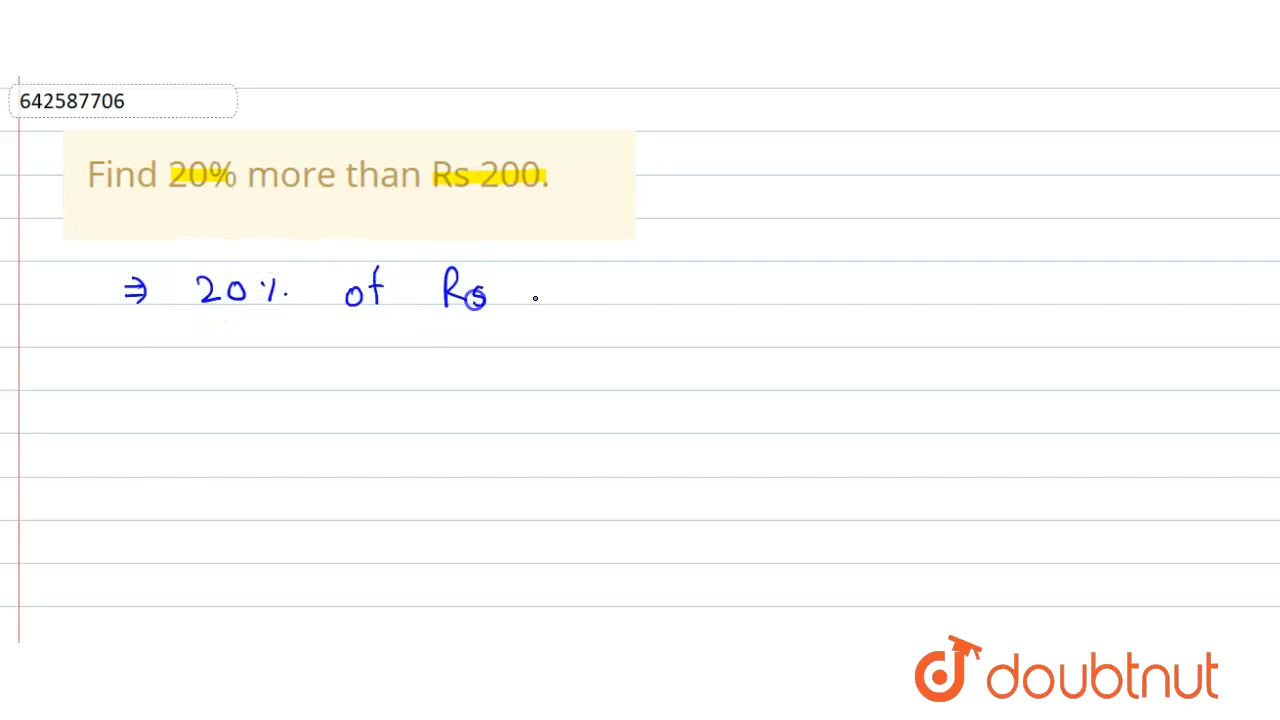 642587706
Find 20% more than Rs 200.
⇒ 20% of Rs
doubtnut